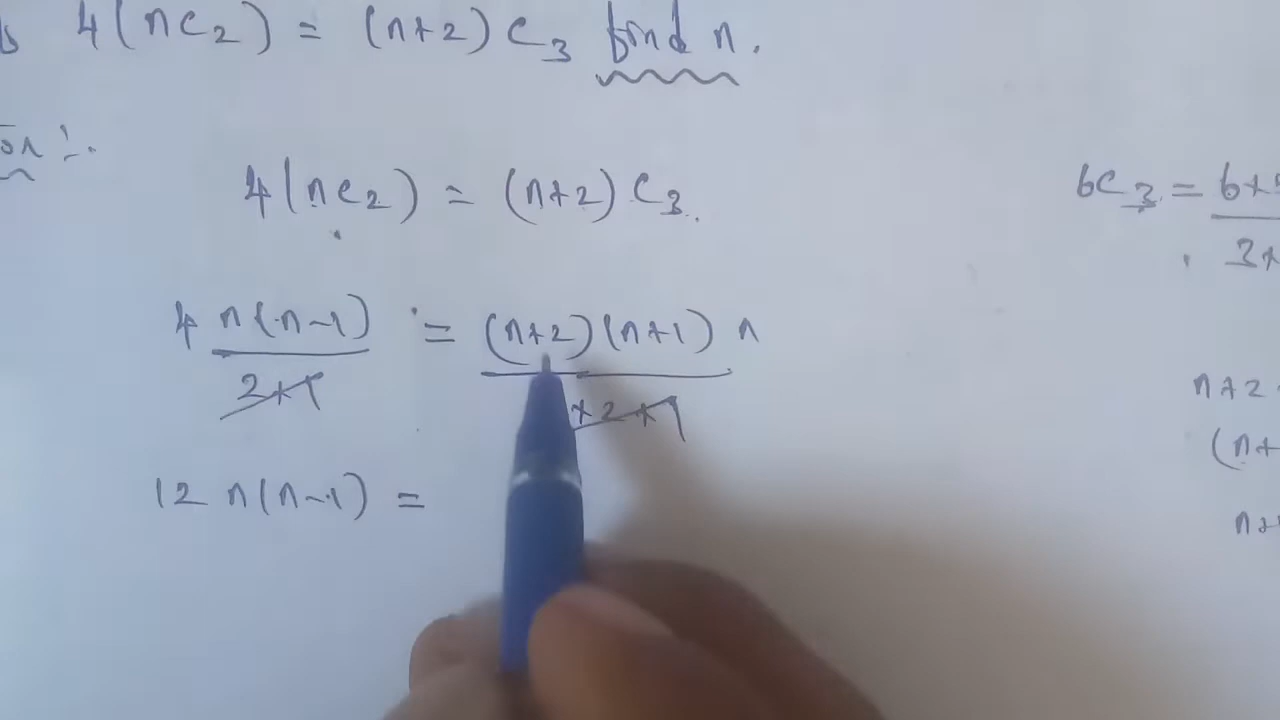 4(nC2) = (n+2)C3 find n.
4(nC2) = (n+2)C3
6C3 = 6×
3×
4 n(n-1) = (n+2)(n+1) n
2×1 ×2×1
n+2
(n+
12 n(n-1) =